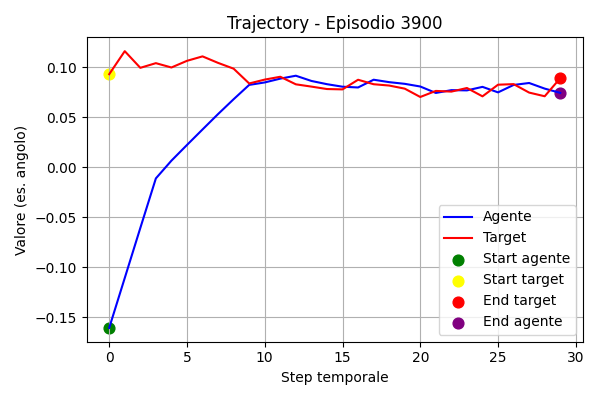 Trajectory - Episodio 3900
Valore (es. angolo)
0.10
0.05
0.00
−0.05
−0.10
−0.15
Agente
Target
Start agente
Start target
End target
End agente
0 5 10 15 20 25 30
Step temporale